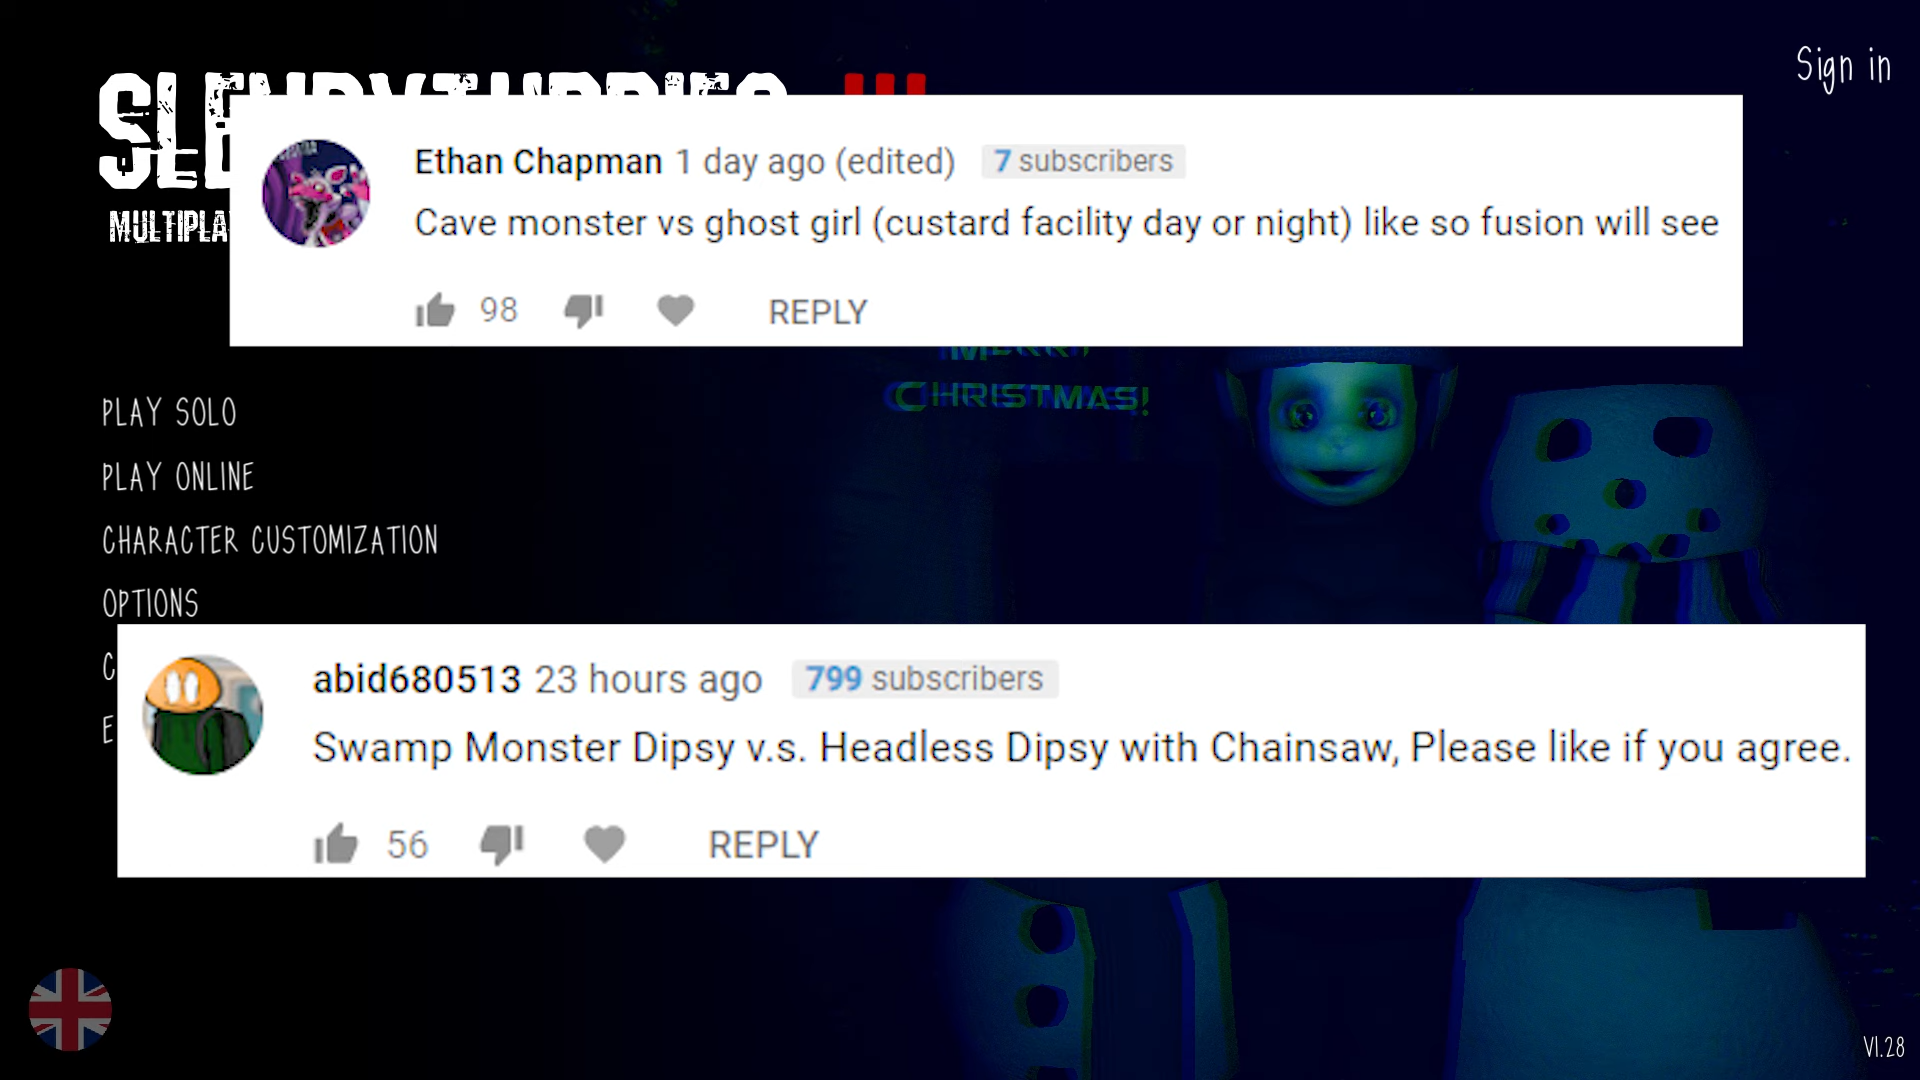 SLENDYTUBBIES III
Sign in
Ethan Chapman 1 day ago (edited) 7 subscribers
Cave monster vs ghost girl (custard facility day or night) like so fusion will see
98 REPLY
MULTIPLA
MERRY
CHRISTMAS!
PLAY SOLO
PLAY ONLINE
CHARACTER CUSTOMIZATION
OPTIONS
C
E
abid680513 23 hours ago 799 subscribers
Swamp Monster Dipsy v.s. Headless Dipsy with Chainsaw, Please like if you agree.
56 REPLY
V1.28